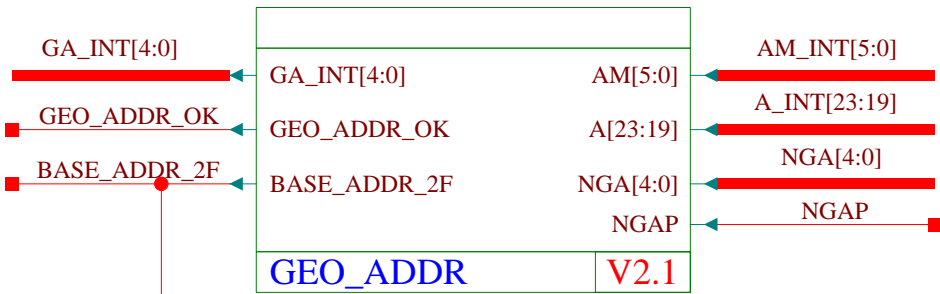 GA_INT[4:0] GA_INT[4:0] AM[5:0] AM_INT[5:0]
GEO_ADDR_OK GEO_ADDR_OK A[23:19] A_INT[23:19]
BASE_ADDR_2F BASE_ADDR_2F NGA[4:0] NGA[4:0]
NGAP NGAP
GEO_ADDR V2.1